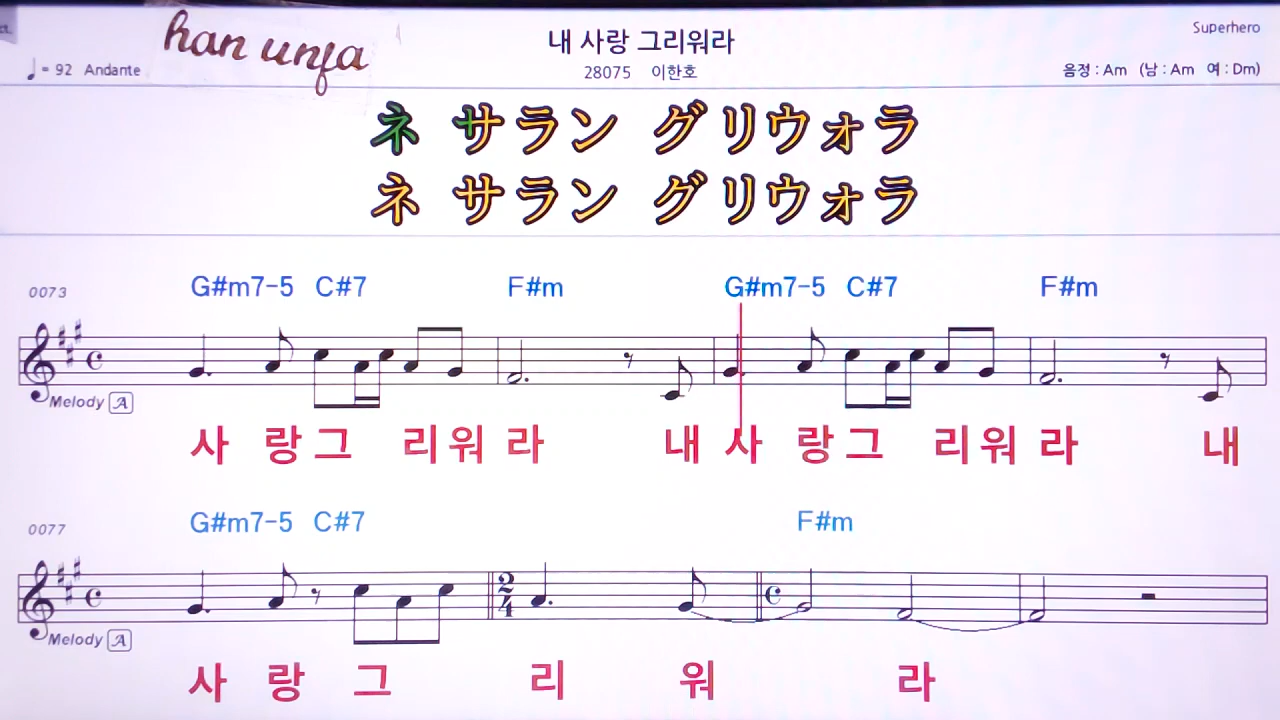 han unfa
내 사랑 그리워라
Superhero
♩= 92 Andante
28075 이한호
음정 : Am (남 : Am 여 : Dm)
ネ サラン グリウォラ
ネ サラン グリウォラ
0073
G#m7-5 C#7 F#m G#m7-5 C#7 F#m
Melody A
사 랑그 리워 라 내 사 랑그 리워 라 내
0077
G#m7-5 C#7 F#m
2
4
Melody A
사 랑 그 리 워 라